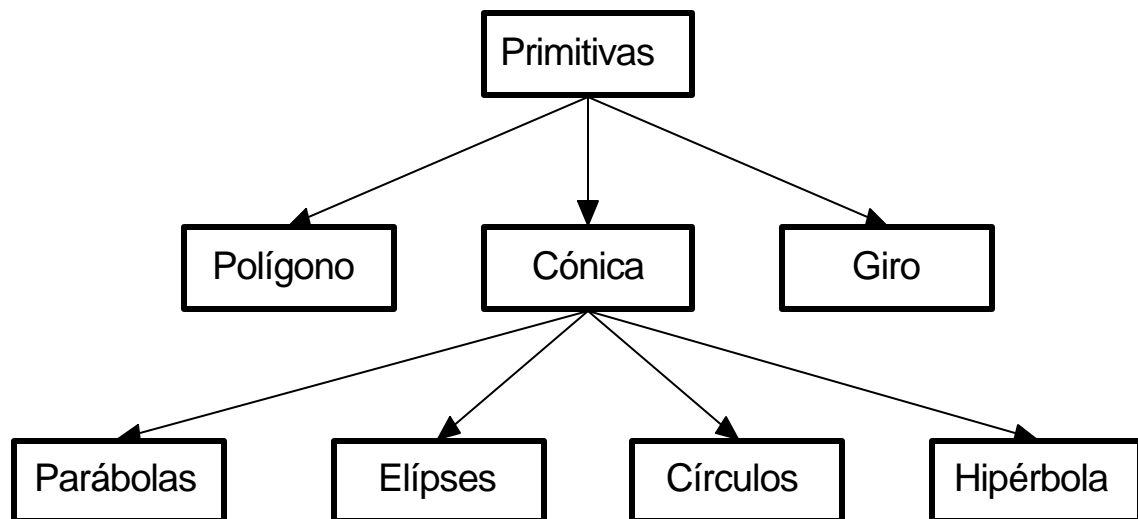 Primitivas
Polígono
Cónica
Giro
Parábolas
Elípses
Círculos
Hipérbola